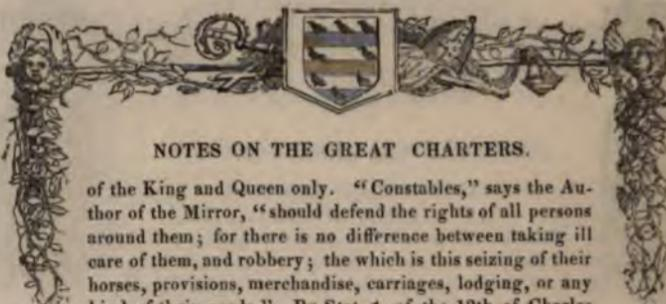 NOTES ON THE GREAT CHARTERS.
of the King and Queen only. “Constables,” says the Au-
thor of the Mirror, “should defend the rights of all persons
around them; for there is no difference between taking ill
care of them, and robbery; the which is this seizing of their
horses, provisions, merchandise, carriages, lodging, or any